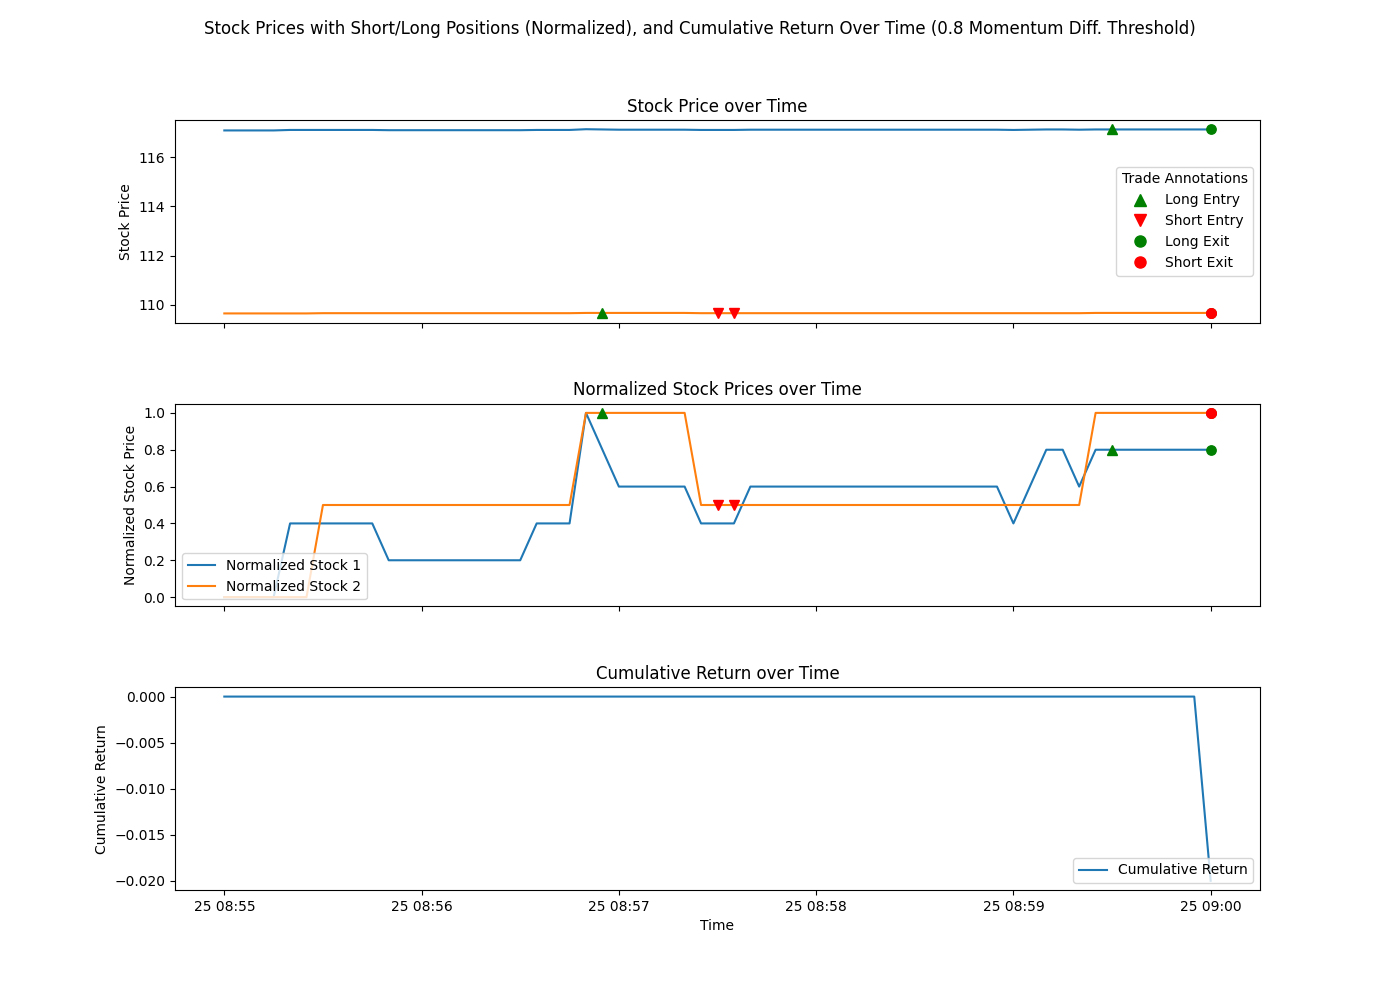 Stock Prices with Short/Long Positions (Normalized), and Cumulative Return Over Time (0.8 Momentum Diff. Threshold)
Stock Price over Time
Stock Price
116
114
112
110
Trade Annotations
Long Entry
Short Entry
Long Exit
Short Exit
Normalized Stock Prices over Time
Normalized Stock Price
1.0
0.8
0.6
0.4
0.2
0.0
Normalized Stock 1
Normalized Stock 2
Cumulative Return over Time
Cumulative Return
0.000
−0.005
−0.010
−0.015
−0.020
Cumulative Return
25 08:55
25 08:56
25 08:57
25 08:58
25 08:59
25 09:00
Time